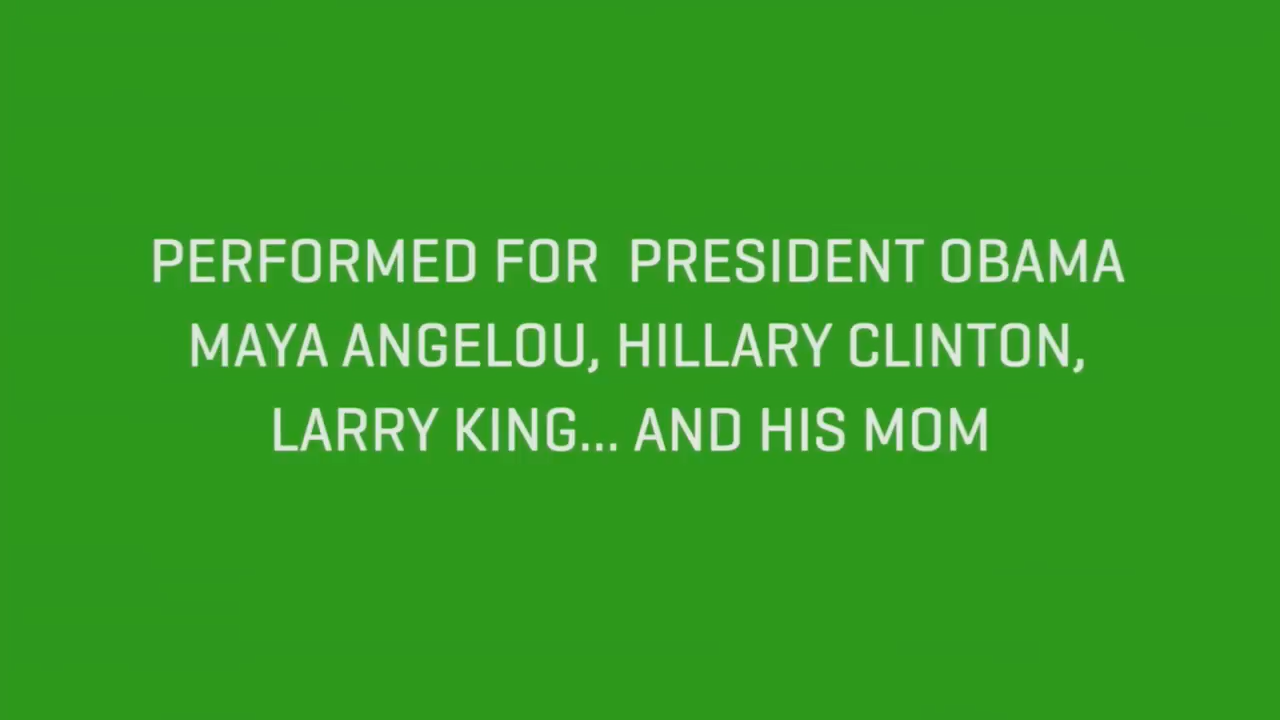 PERFORMED FOR  PRESIDENT OBAMA
MAYA ANGELOU, HILLARY CLINTON,
LARRY KING... AND HIS MOM